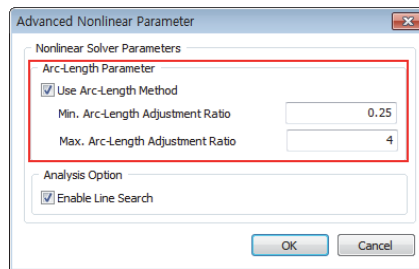 Advanced Nonlinear Parameter
Nonlinear Solver Parameters
Arc-Length Parameter
Use Arc-Length Method
Min. Arc-Length Adjustment Ratio 0.25
Max. Arc-Length Adjustment Ratio 4
Analysis Option
Enable Line Search
OK Cancel